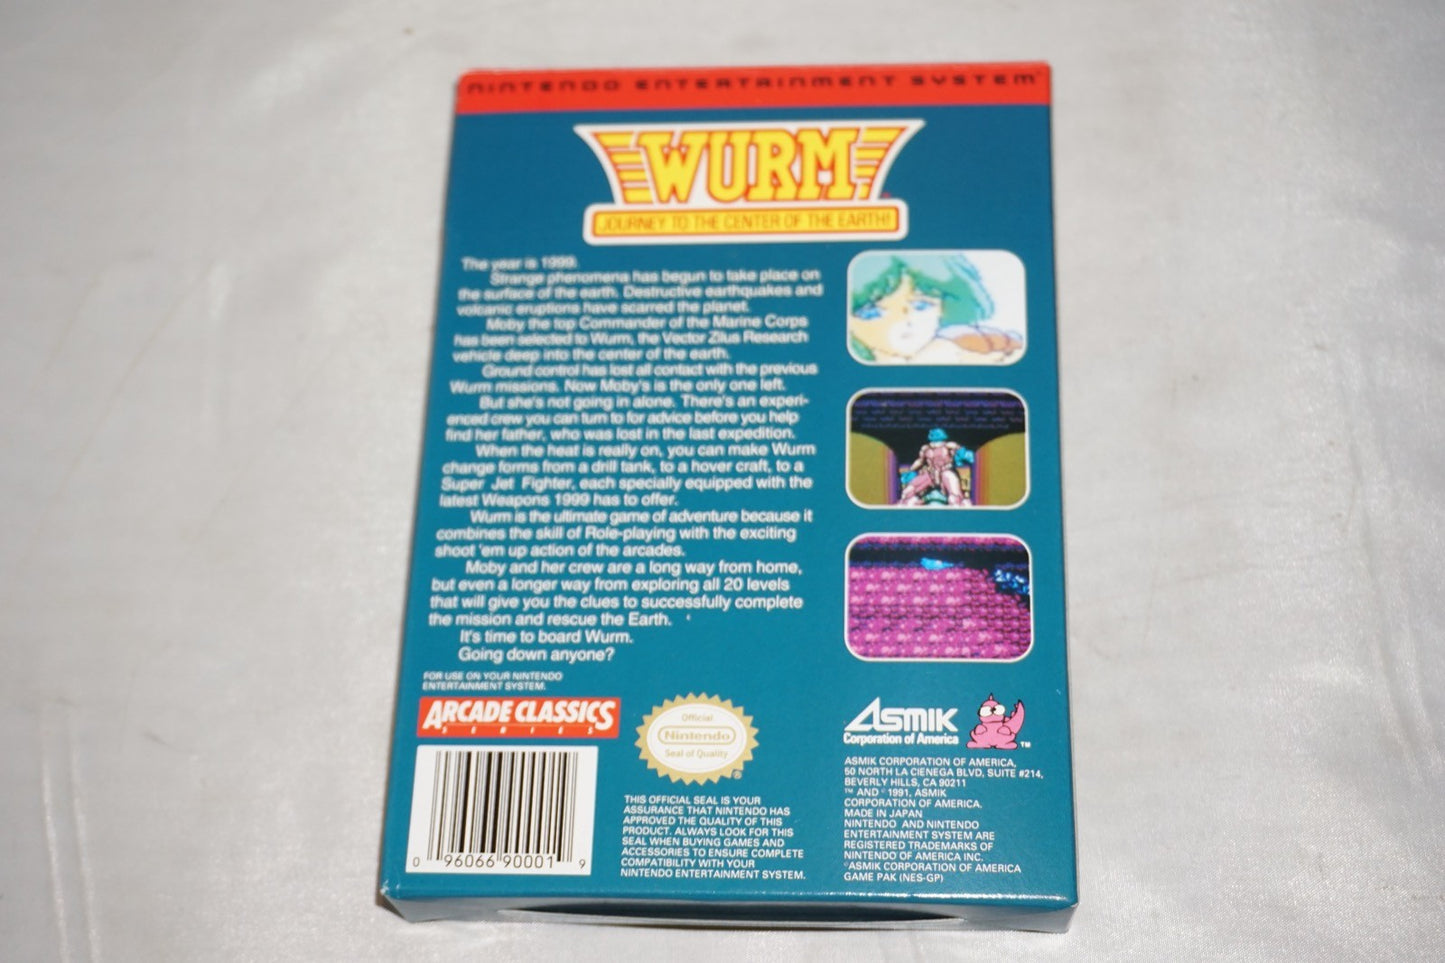 NINTENDO ENTERTAINMENT SYSTEM
WURM
JOURNEY TO THE CENTER OF THE EARTH!
The year is 1999.
Strange phenomena has begun to take place on
the surface of the earth. Destructive earthquakes and
volcanic eruptions have scarred the planet.
Moby the top Commander of the Marine Corps
has been selected to Wurm, the Vector Zilus Research
vehicle deep into the center of the earth.
Ground control has lost all contact with the previous
Wurm missions. Now Moby's is the only one left.
But she's not going in alone. There's an experi-
enced crew you can turn to for advice before you help
find her father, who was lost in the last expedition.
When the heat is really on, you can make Wurm
change forms from a drill tank, to a hover craft, to a
Super Jet Fighter, each specially equipped with the
latest Weapons 1999 has to offer.
Wurm is the ultimate game of adventure because it
combines the skill of Role-playing with the exciting
shoot 'em up action of the arcades.
Moby and her crew are a long way from home,
but even a longer way from exploring all 20 levels
that will give you the clues to successfully complete
the mission and rescue the Earth.
It's time to board Wurm.
Going down anyone?
FOR USE ON YOUR NINTENDO
ENTERTAINMENT SYSTEM.
ARCADE CLASSICS
SERIES
0 96066 90001 9
Official
Nintendo
Seal of Quality
®
THIS OFFICIAL SEAL IS YOUR
ASSURANCE THAT NINTENDO HAS
APPROVED THE QUALITY OF THIS
PRODUCT. ALWAYS LOOK FOR THIS
SEAL WHEN BUYING GAMES AND
ACCESSORIES TO ENSURE COMPLETE
COMPATIBILITY WITH YOUR
NINTENDO ENTERTAINMENT SYSTEM.
ASMIK
Corporation of America
™
ASMIK CORPORATION OF AMERICA,
50 NORTH LA CIENEGA BLVD, SUITE #214,
BEVERLY HILLS, CA 90211
™ AND © 1991, ASMIK
CORPORATION OF AMERICA.
MADE IN JAPAN
NINTENDO AND NINTENDO
ENTERTAINMENT SYSTEM ARE
REGISTERED TRADEMARKS OF
NINTENDO OF AMERICA INC.
©ASMIK CORPORATION OF AMERICA
GAME PAK (NES-GP)